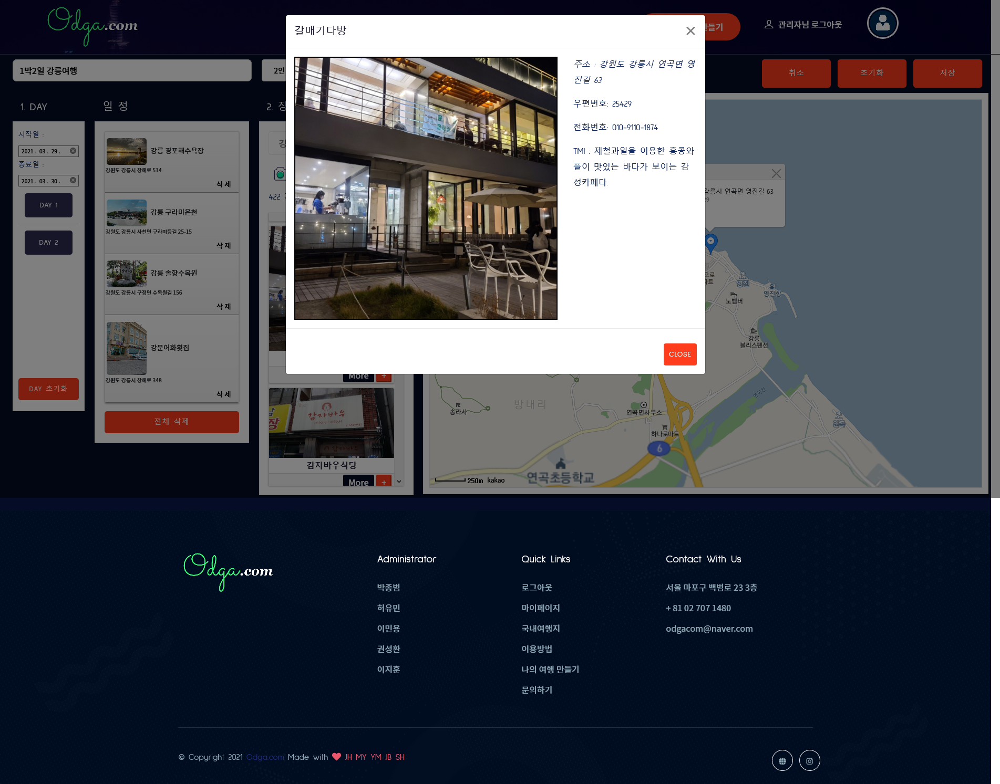 Odga.com
만들기
관리자님 로그아웃
갈매기다방
주소 : 강원도 강릉시 연곡면 영
진길 63
우편번호: 25429
전화번호: 010-9110-1874
TMI : 제철과일을 이용한 홍콩와
플이 맛있는 바다가 보이는 감
성카페다.
CLOSE
1박2일 강릉여행
2인
취소
초기화
저장
1. DAY
일 정
2. 장
시작일 :
2021. 03. 29.
종료일 :
2021. 03. 30.
DAY 1
DAY 2
DAY 초기화
강릉 경포해수욕장
강원도 강릉시 창해로 514
삭 제
강릉 구라미온천
강원도 강릉시 사천면 구라미등길 25-15
삭 제
강릉 솔향수목원
강원도 강릉시 구정면 수목원길 156
삭 제
강문어화횟집
강원도 강릉시 창해로 348
삭 제
전체 삭제
강
422
More
+
감자바우
감자바우식당
More
+
강릉시 연곡면 영진길 63
영진
영진항
노벰버
강릉
블리스펜션
방내리
송라사
연곡면사무소
하나로마트
6
연곡천
연곡
연곡초등학교
250m
kakao
Odga.com
Administrator
박종범
허유민
이민용
권성환
이지훈
Quick Links
로그아웃
마이페이지
국내여행지
이용방법
나의 여행 만들기
문의하기
Contact With Us
서울 마포구 백범로 23 3층
+ 81 02 707 1480
odgacom@naver.com
© Copyright 2021 Odga.com Made with JH MY YM JB SH